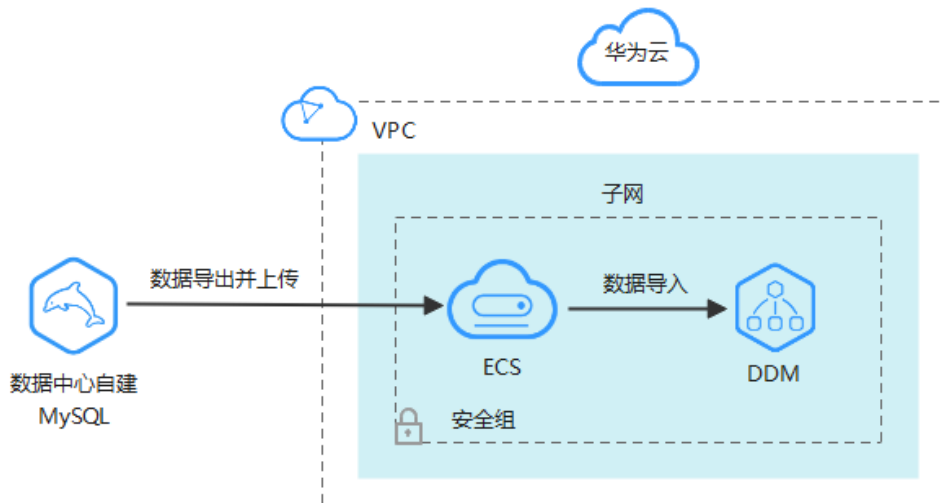 华为云
VPC
子网
数据导出并上传
数据导入
ECS
DDM
数据中心自建
MySQL
安全组